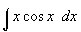 ∫ x cos x dx